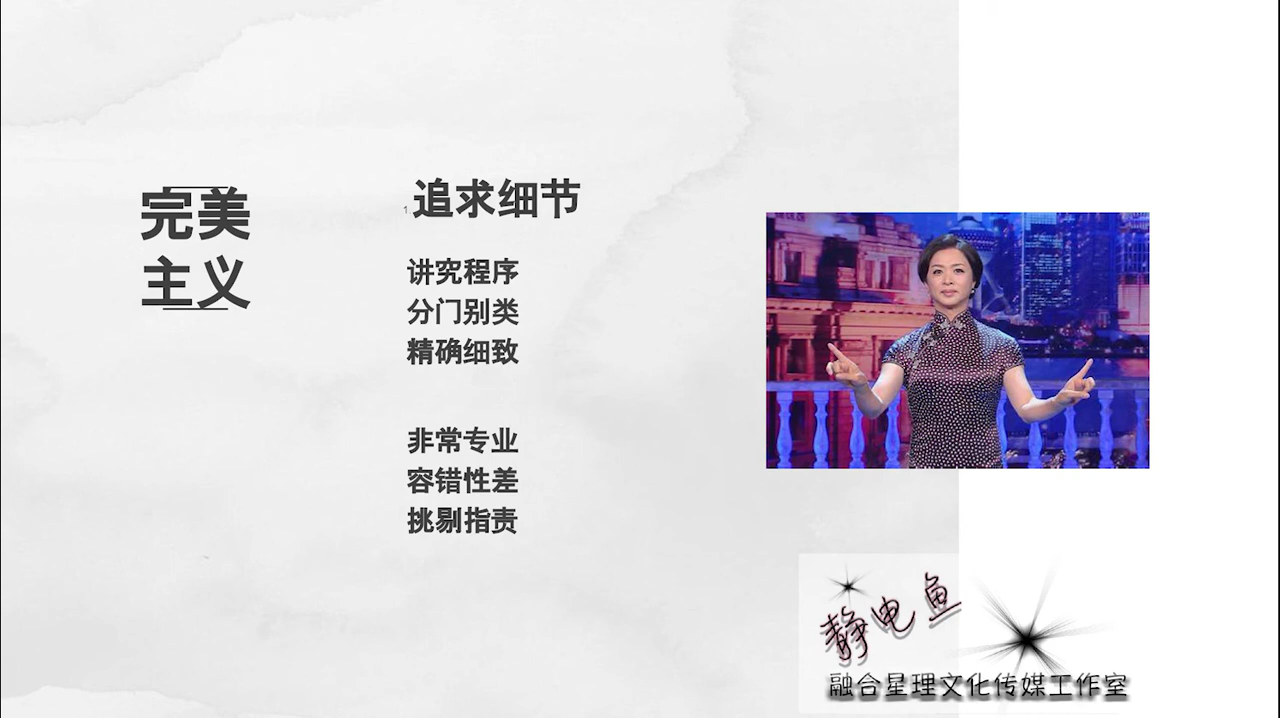 完美
主义
1.追求细节
讲究程序
分门别类
精确细致
非常专业
容错性差
挑剔指责
静电鱼
融合星理文化传媒工作室